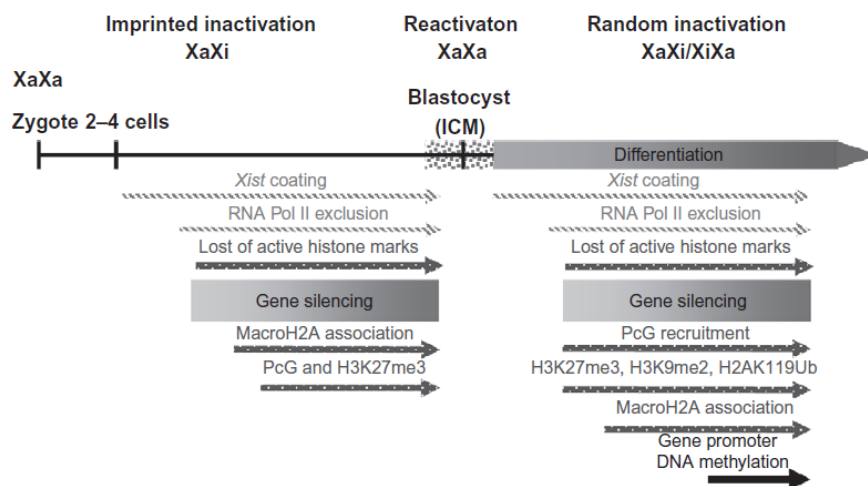 Imprinted inactivation
XaXi
Reactivaton
XaXa
Random inactivation
XaXi/XiXa
XaXa
Zygote 2–4 cells
Blastocyst
(ICM)
Differentiation
Xist coating
RNA Pol II exclusion
Lost of active histone marks
Gene silencing
MacroH2A association
PcG and H3K27me3
Xist coating
RNA Pol II exclusion
Lost of active histone marks
Gene silencing
PcG recruitment
H3K27me3, H3K9me2, H2AK119Ub
MacroH2A association
Gene promoter
DNA methylation